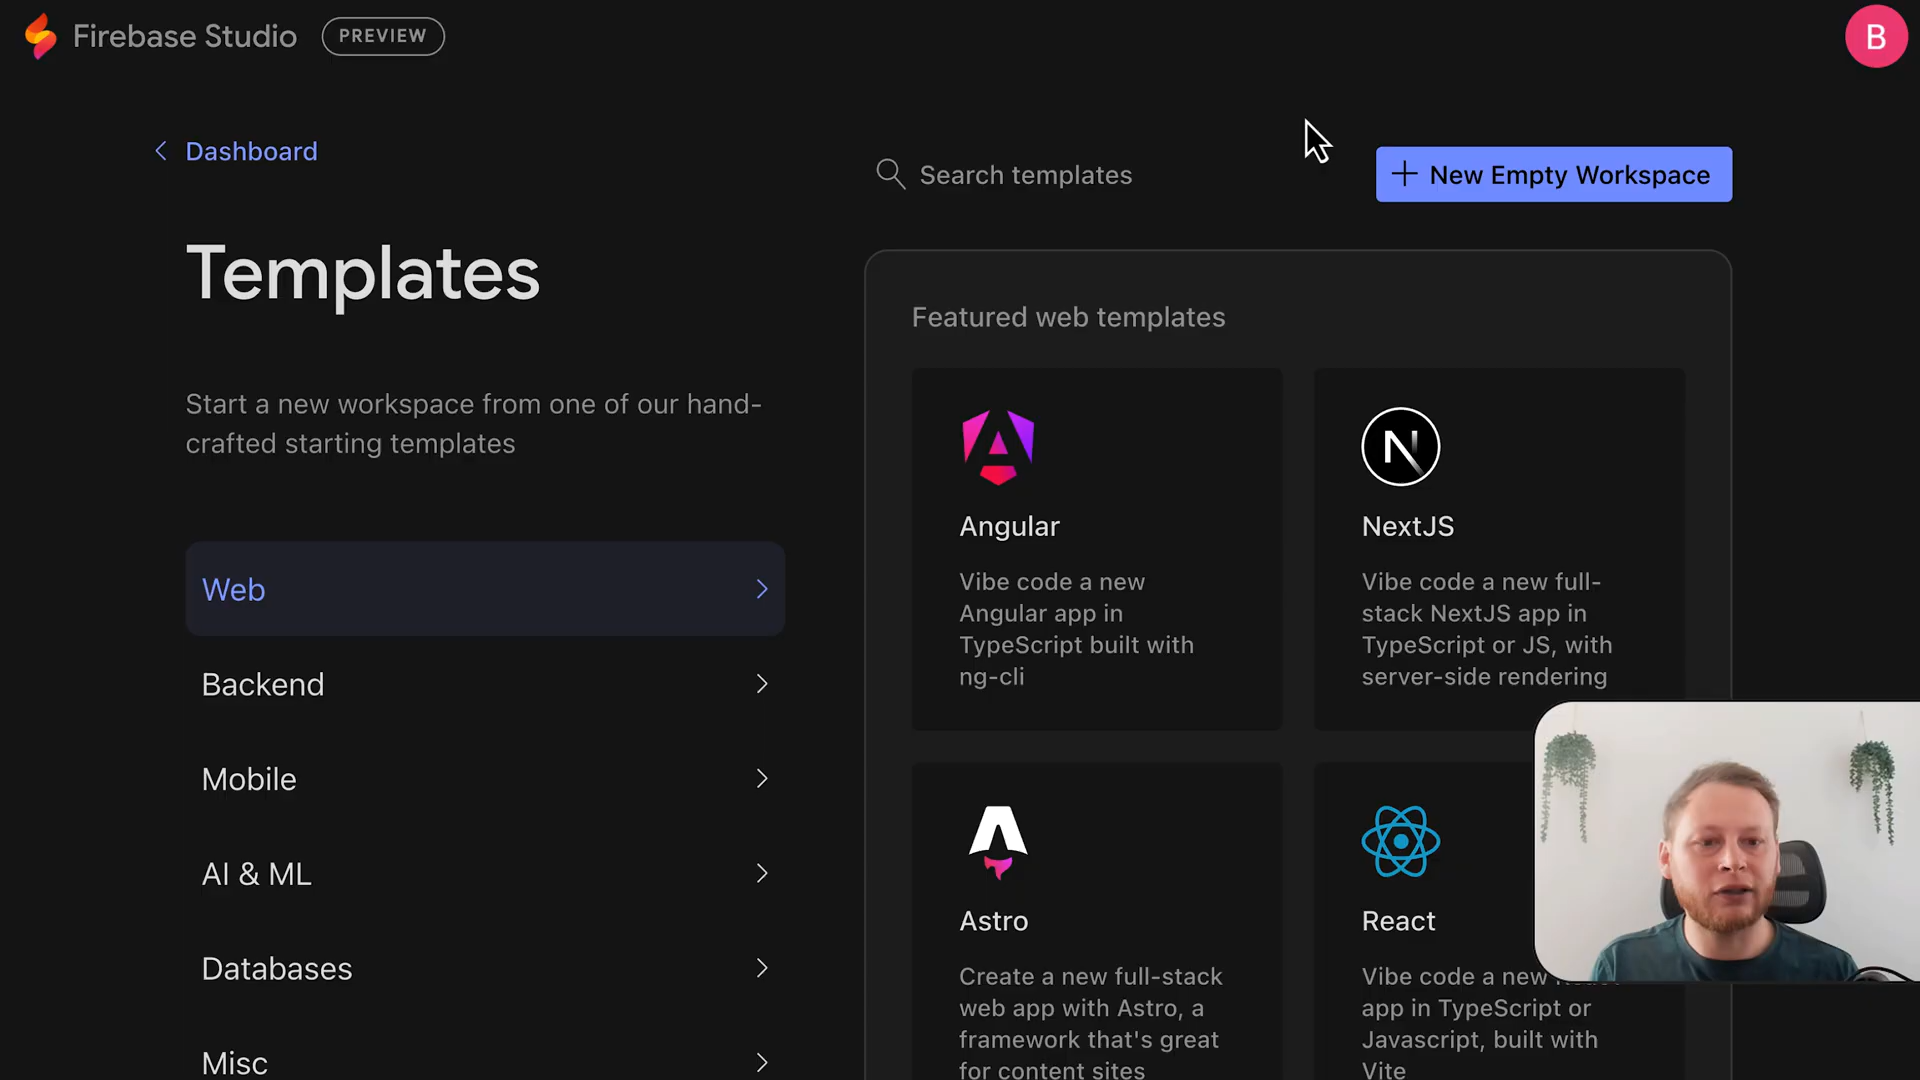 Firebase Studio
PREVIEW
B
Dashboard
Search templates
New Empty Workspace
Templates
Start a new workspace from one of our hand-
crafted starting templates
Web
Backend
Mobile
AI & ML
Databases
Misc
Featured web templates
Angular
Vibe code a new
Angular app in
TypeScript built with
ng-cli
NextJS
Vibe code a new full-
stack NextJS app in
TypeScript or JS, with
server-side rendering
Astro
Create a new full-stack
web app with Astro, a
framework that's great
for content sites
React
Vibe code a new
app in TypeScript or
Javascript, built with
Vite